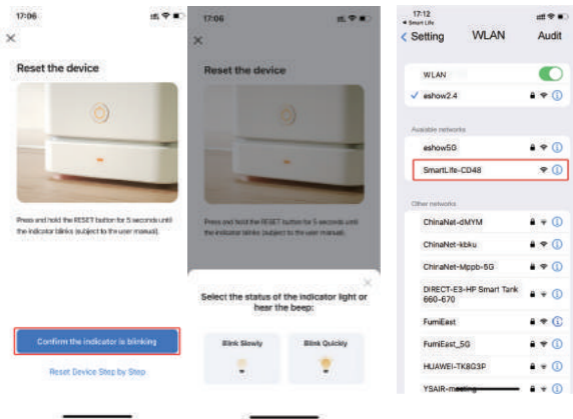 17:06
Reset the device
Press and hold the RESET button for 5 seconds until
the indicator blinks (subject to the user manual).
Confirm the indicator is blinking
Reset Device Step by Step
17:06
Reset the device
Press and hold the RESET button for 5 seconds until
the indicator blinks (subject to the user manual).
Select the status of the indicator light or
hear the beep:
Blink Slowly
Blink Quickly
17:12
Smart Life
Setting WLAN Audit
WLAN
eshow2.4
Available networks
eshow5G
SmartLife-CD48
Other networks
ChinaNet-dMYM
ChinaNet-kbku
ChinaNet-Mppb-5G
DIRECT-E3-HP Smart Tank
660-670
FumiEast
FumiEast_5G
HUAWEI-TK8G3P
YSAIR-meeting